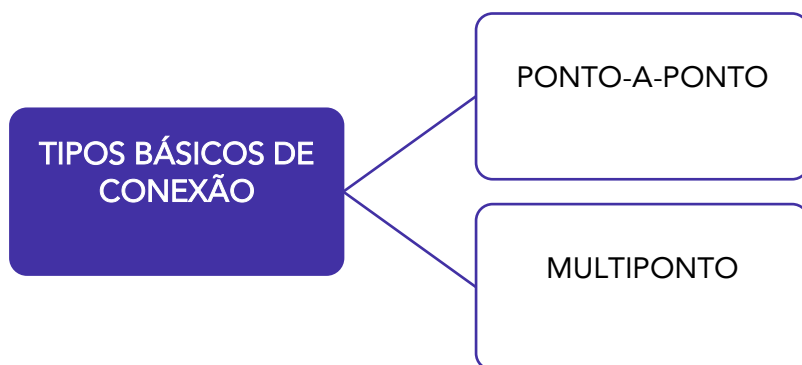 TIPOS BÁSICOS DE
CONEXÃO
PONTO-A-PONTO
MULTIPONTO